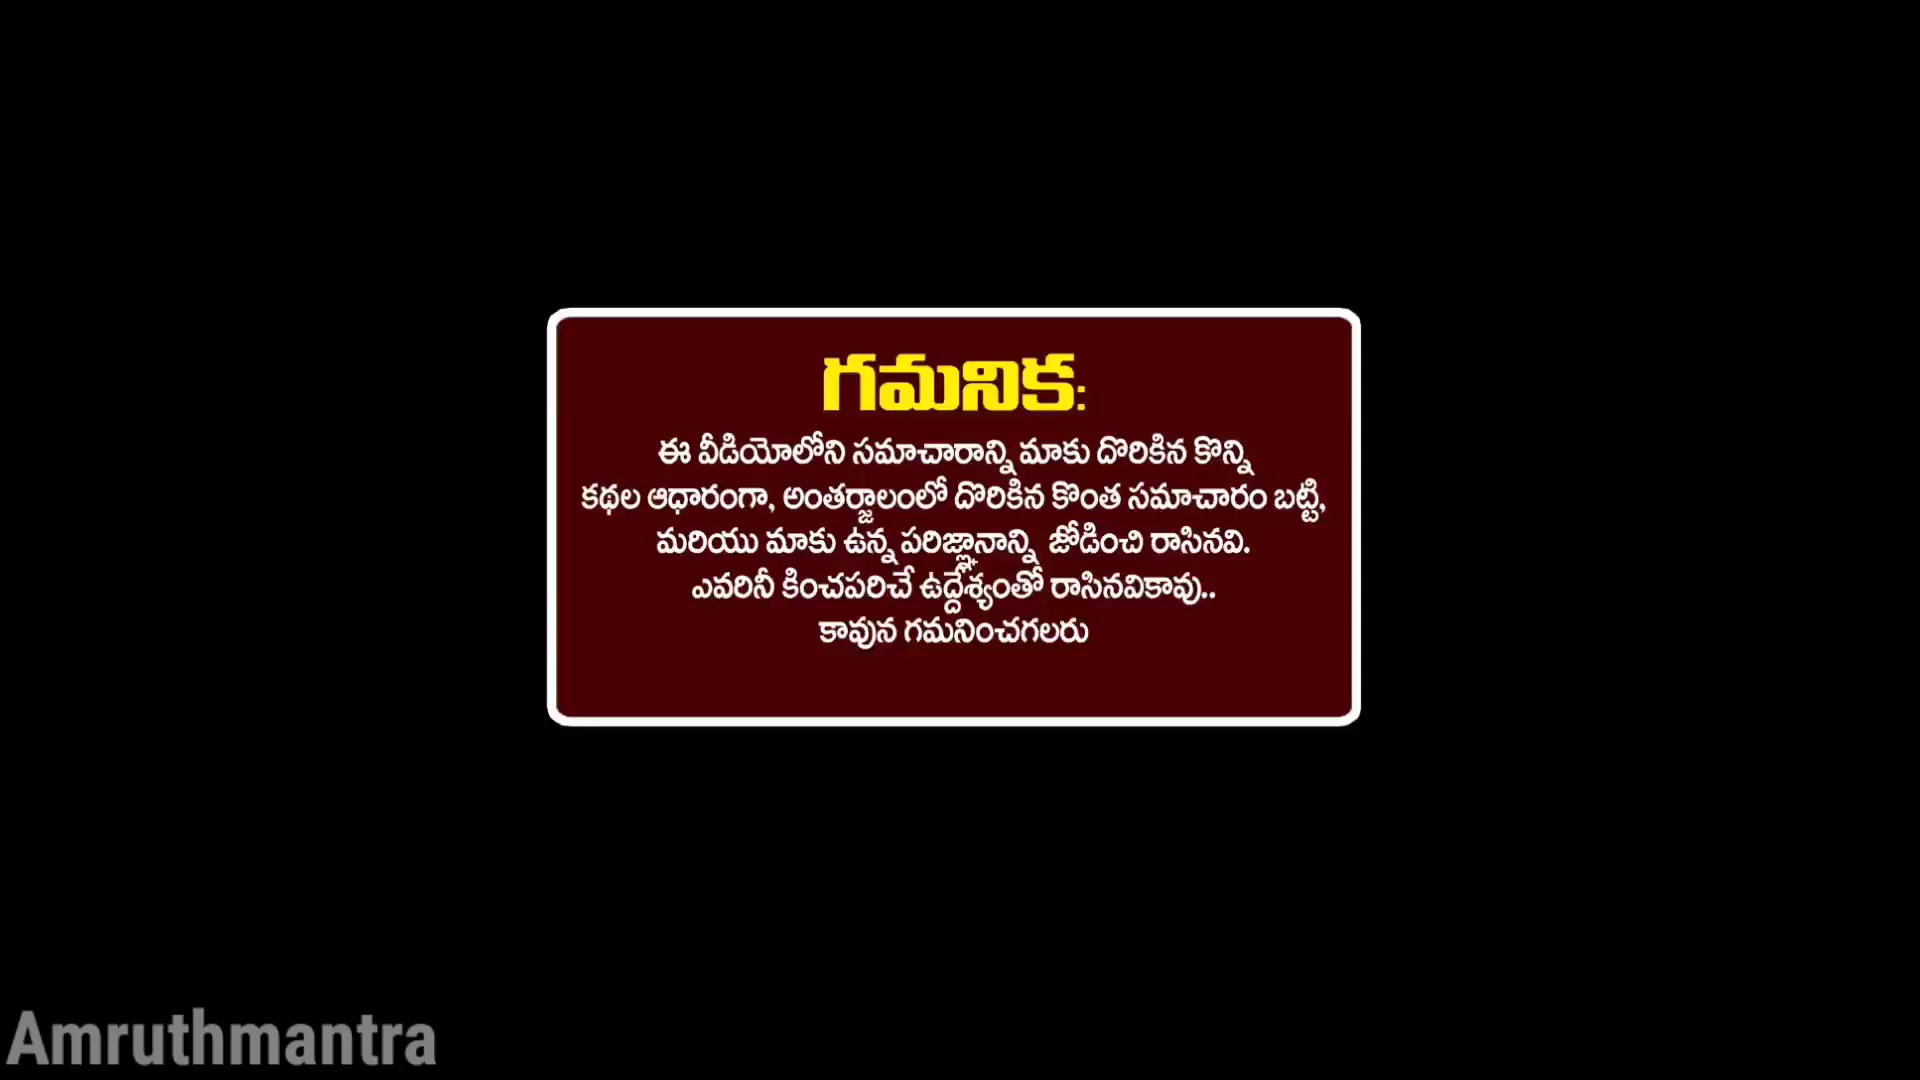 గమనిక:
ఈ వీడియోలోని సమాచారాన్ని మాకు దొరికిన కొన్ని
కథల ఆధారంగా, అంతర్జాలంలో దొరికిన కొంత సమాచారం బట్టి,
మరియు మాకు ఉన్న పరిజ్ఞానాన్ని జోడించి రాసినవి.
ఎవరినీ కించపరిచే ఉద్దేశ్యంతో రాసినవికావు..
కావున గమనించగలరు
Amruthmantra